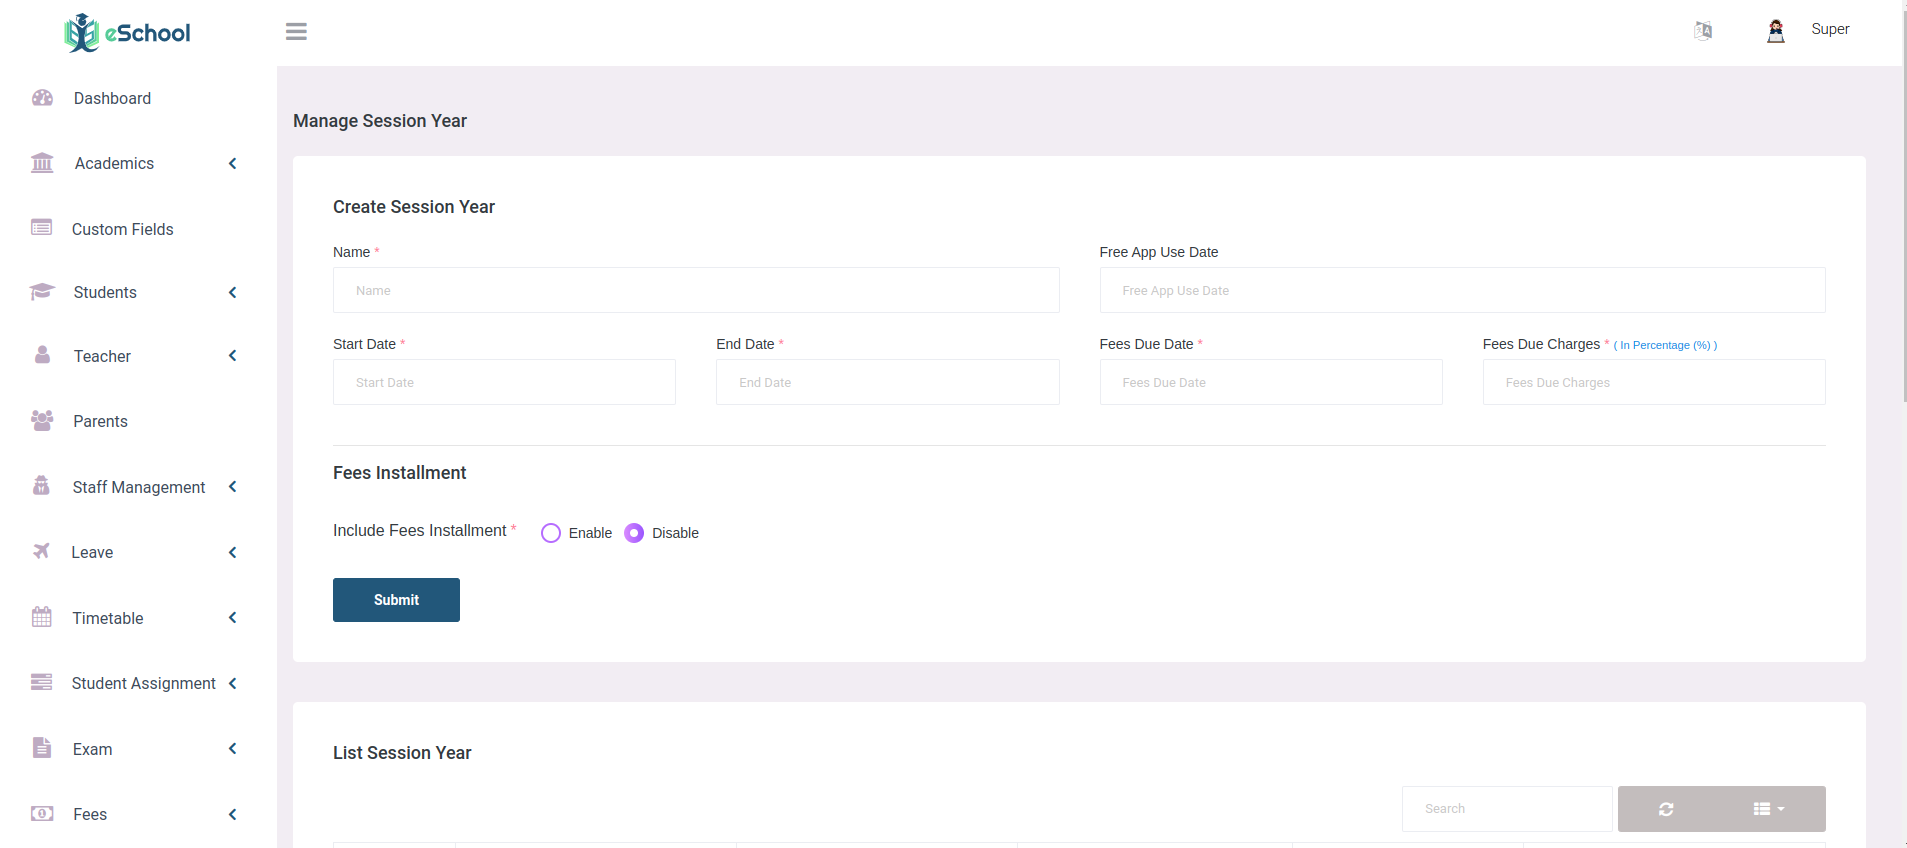 eSchool
Super
Dashboard
Academics
Custom Fields
Students
Teacher
Parents
Staff Management
Leave
Timetable
Student Assignment
Exam
Fees
Manage Session Year
Create Session Year
Name *
Free App Use Date
Name
Free App Use Date
Start Date *
End Date *
Fees Due Date *
Fees Due Charges * ( In Percentage (%) )
Start Date
End Date
Fees Due Date
Fees Due Charges
Fees Installment
Include Fees Installment *
Enable
Disable
Submit
List Session Year
Search